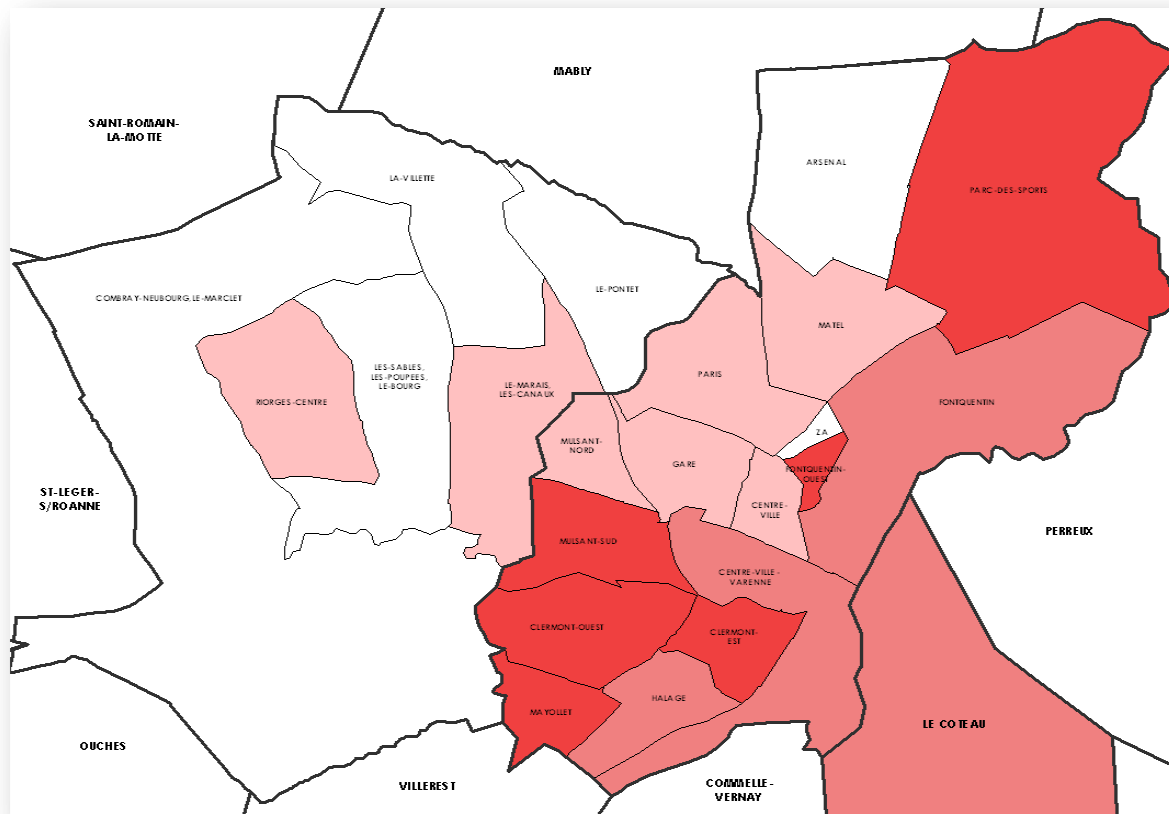 MABLY
SAINT-ROMAIN-
LA-MOTTE
ARSENAL
LA-VILLETTE
PARC-DES-SPORTS
LE-PONTET
COMBRAY-NEUBOURG,LE-MARCLET
MATEL
LES-SABLES,
LES-POUPEES,
LE-BOURG
PARIS
LE-MARAIS,
LES-CANAUX
RIORGES-CENTRE
FONTQUENTIN
ZA
MULSANT-
NORD
GARE
FONTQUENTIN-
OUEST
ST-LEGER-
S/ROANNE
CENTRE-
VILLE
PERREUX
MULSANT-SUD
CENTRE-VILLE-
VARENNE
CLERMONT-OUEST
CLERMONT-
EST
HALAGE
MAYOLLET
LE COTEAU
OUCHES
VILLEREST
COMMELLE-
VERNAY